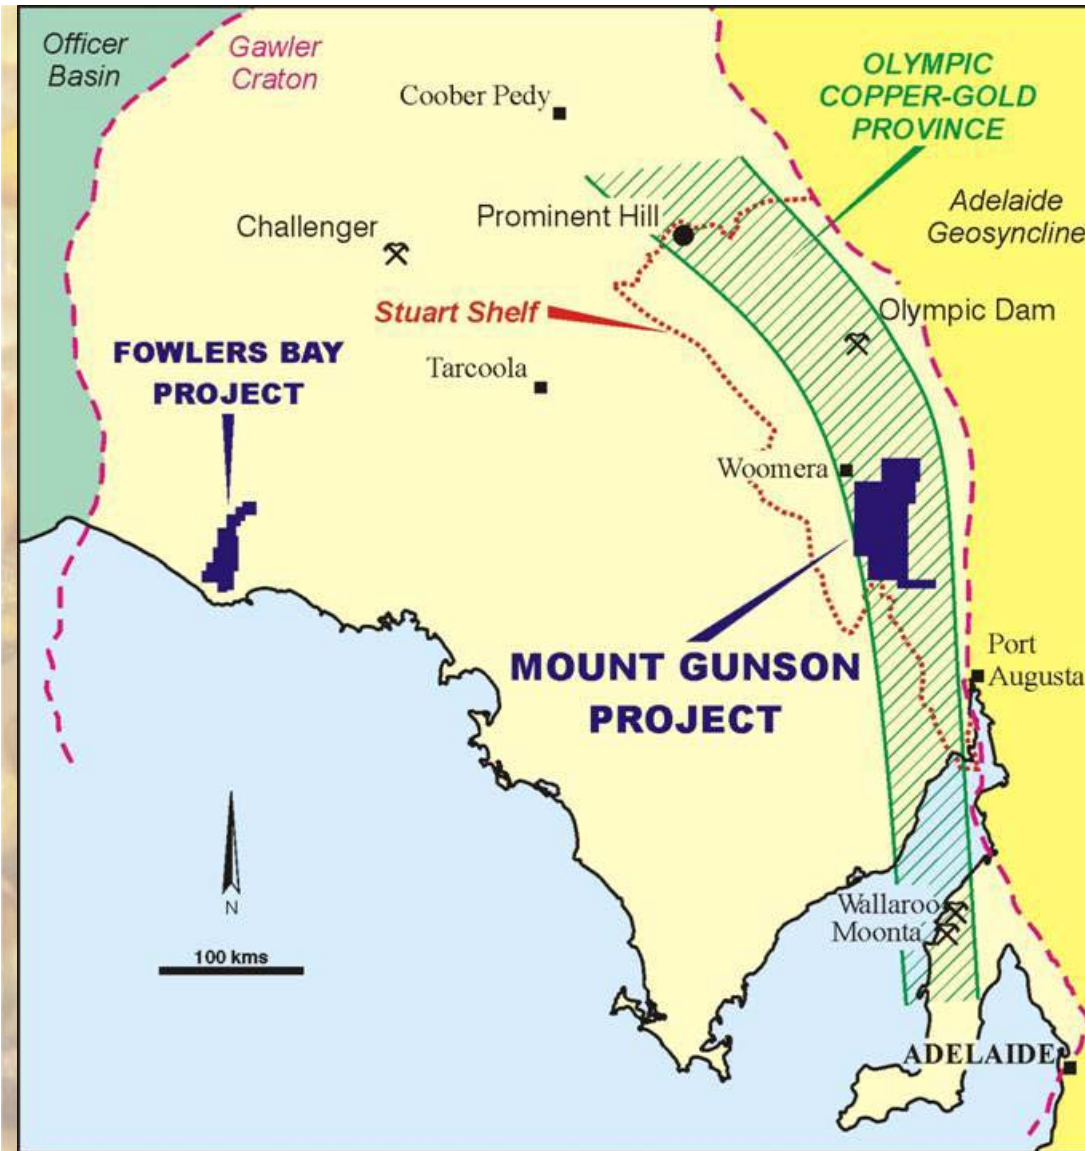 Officer
Basin
Gawler
Craton
Coober Pedy
OLYMPIC
COPPER-GOLD
PROVINCE
Challenger
Prominent Hill
Adelaide
Geosyncline
Stuart Shelf
Olympic Dam
FOWLERS BAY
PROJECT
Tarcoola
Woomera
MOUNT GUNSON
PROJECT
Port
Augusta
N
100 kms
Wallaroo
Moonta
ADELAIDE